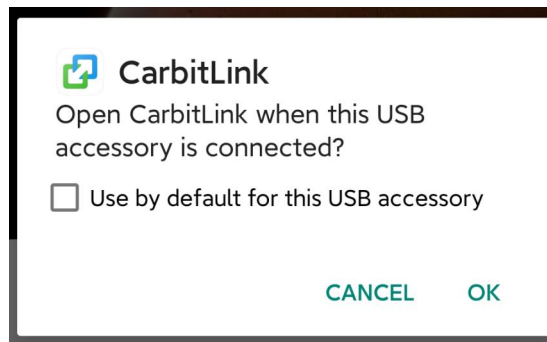 CarbitLink
Open CarbitLink when this USB
accessory is connected?
Use by default for this USB accessory
CANCEL OK